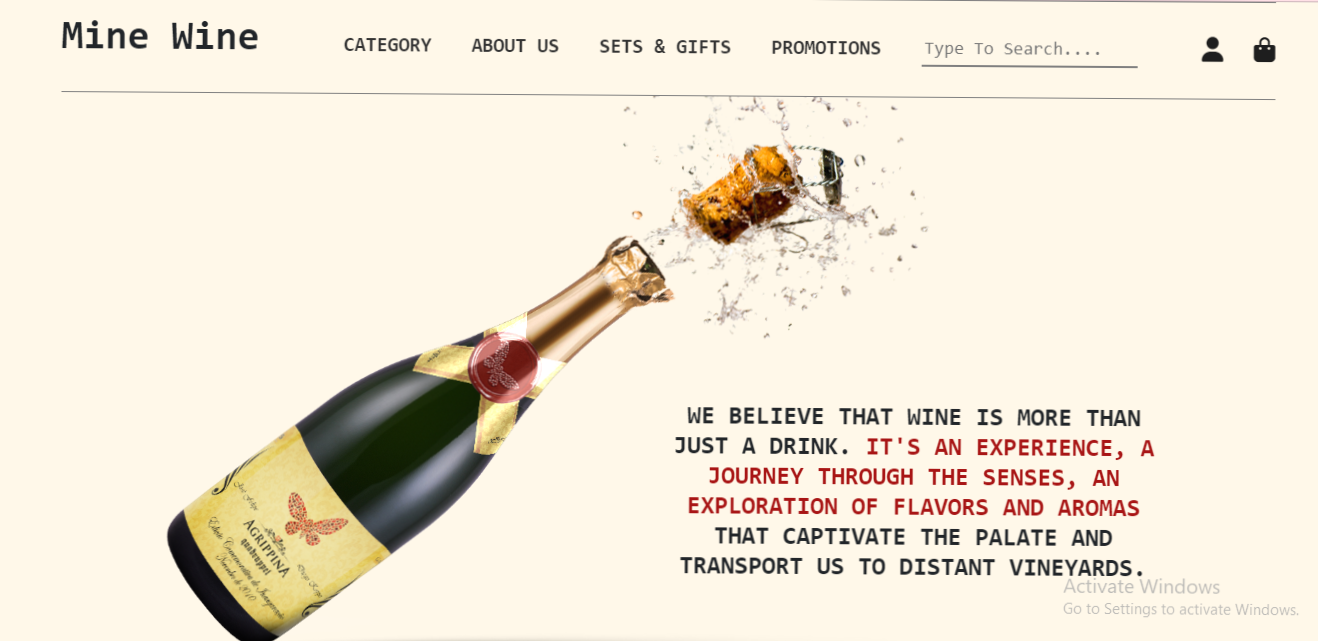 Mine Wine
CATEGORY
ABOUT US
SETS & GIFTS
PROMOTIONS
Type To Search....
WE BELIEVE THAT WINE IS MORE THAN
JUST A DRINK. IT'S AN EXPERIENCE, A
JOURNEY THROUGH THE SENSES, AN
EXPLORATION OF FLAVORS AND AROMAS
THAT CAPTIVATE THE PALATE AND
TRANSPORT US TO DISTANT VINEYARDS.
AGRIPPINA
Activate Windows
Go to Settings to activate Windows.